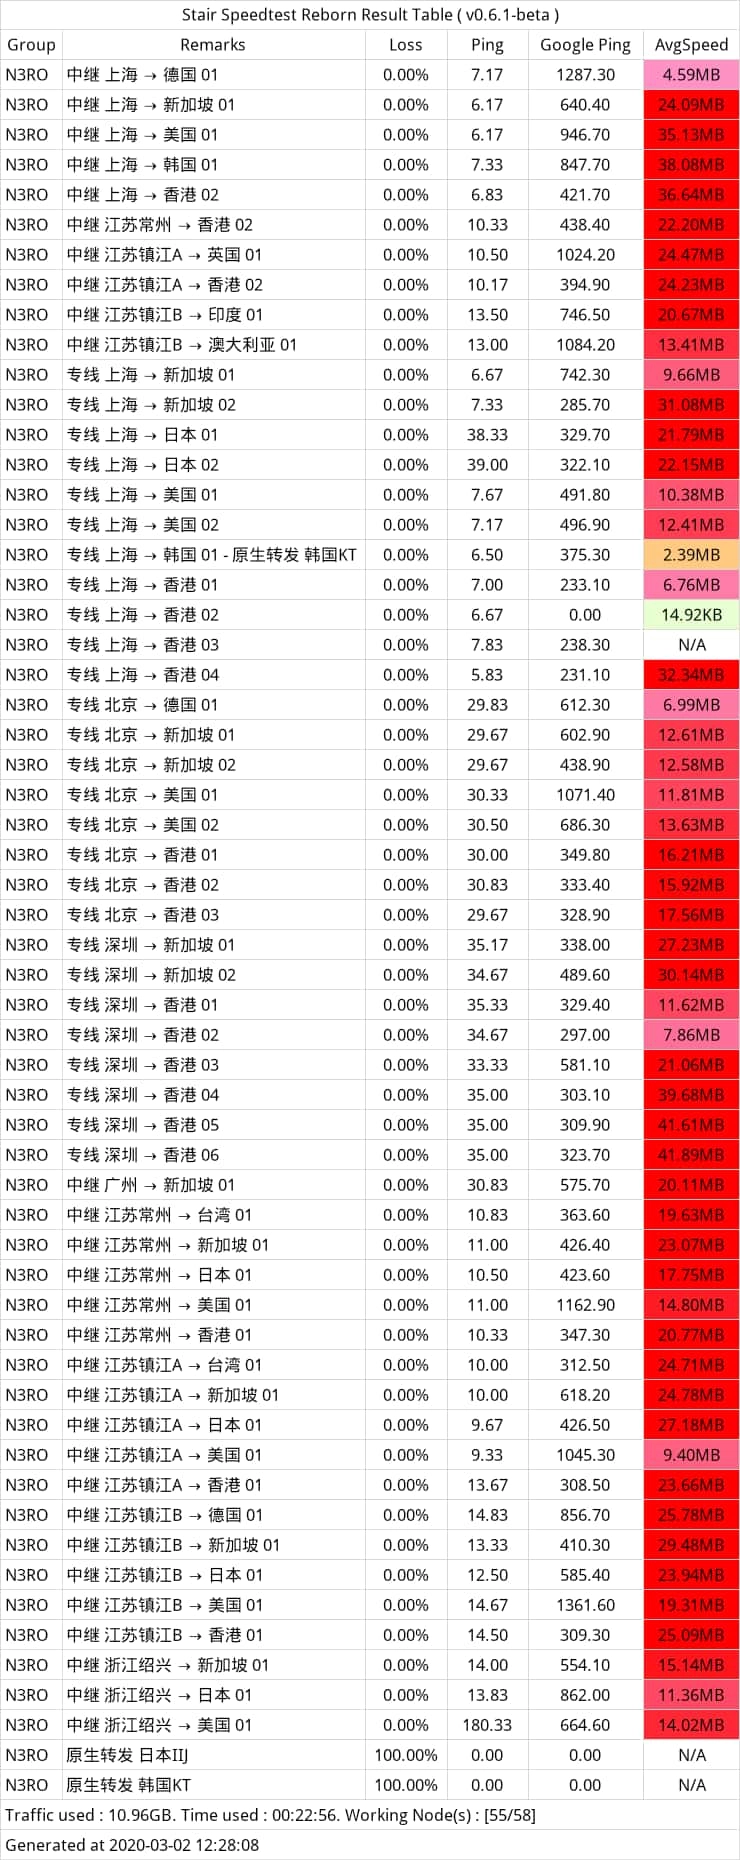 Stair Speedtest Reborn Result Table ( v0.6.1-beta )
Group Remarks Loss Ping Google Ping AvgSpeed
N3RO 中继 上海 → 德国 01 0.00% 7.17 1287.30 4.59MB
N3RO 中继 上海 → 新加坡 01 0.00% 6.17 640.40 24.09MB
N3RO 中继 上海 → 美国 01 0.00% 6.17 946.70 35.13MB
N3RO 中继 上海 → 韩国 01 0.00% 7.33 847.70 38.08MB
N3RO 中继 上海 → 香港 02 0.00% 6.83 421.70 36.64MB
N3RO 中继 江苏常州 → 香港 02 0.00% 10.33 438.40 22.20MB
N3RO 中继 江苏镇江A → 英国 01 0.00% 10.50 1024.20 24.47MB
N3RO 中继 江苏镇江A → 香港 02 0.00% 10.17 394.90 24.23MB
N3RO 中继 江苏镇江B → 印度 01 0.00% 13.50 746.50 20.67MB
N3RO 中继 江苏镇江B → 澳大利亚 01 0.00% 13.00 1084.20 13.41MB
N3RO 专线 上海 → 新加坡 01 0.00% 6.67 742.30 9.66MB
N3RO 专线 上海 → 新加坡 02 0.00% 7.33 285.70 31.08MB
N3RO 专线 上海 → 日本 01 0.00% 38.33 329.70 21.79MB
N3RO 专线 上海 → 日本 02 0.00% 39.00 322.10 22.15MB
N3RO 专线 上海 → 美国 01 0.00% 7.67 491.80 10.38MB
N3RO 专线 上海 → 美国 02 0.00% 7.17 496.90 12.41MB
N3RO 专线 上海 → 韩国 01 - 原生转发 韩国KT 0.00% 6.50 375.30 2.39MB
N3RO 专线 上海 → 香港 01 0.00% 7.00 233.10 6.76MB
N3RO 专线 上海 → 香港 02 0.00% 6.67 0.00 14.92KB
N3RO 专线 上海 → 香港 03 0.00% 7.83 238.30 N/A
N3RO 专线 上海 → 香港 04 0.00% 5.83 231.10 32.34MB
N3RO 专线 北京 → 德国 01 0.00% 29.83 612.30 6.99MB
N3RO 专线 北京 → 新加坡 01 0.00% 29.67 602.90 12.61MB
N3RO 专线 北京 → 新加坡 02 0.00% 29.67 438.90 12.58MB
N3RO 专线 北京 → 美国 01 0.00% 30.33 1071.40 11.81MB
N3RO 专线 北京 → 美国 02 0.00% 30.50 686.30 13.63MB
N3RO 专线 北京 → 香港 01 0.00% 30.00 349.80 16.21MB
N3RO 专线 北京 → 香港 02 0.00% 30.83 333.40 15.92MB
N3RO 专线 北京 → 香港 03 0.00% 29.67 328.90 17.56MB
N3RO 专线 深圳 → 新加坡 01 0.00% 35.17 338.00 27.23MB
N3RO 专线 深圳 → 新加坡 02 0.00% 34.67 489.60 30.14MB
N3RO 专线 深圳 → 香港 01 0.00% 35.33 329.40 11.62MB
N3RO 专线 深圳 → 香港 02 0.00% 34.67 297.00 7.86MB
N3RO 专线 深圳 → 香港 03 0.00% 33.33 581.10 21.06MB
N3RO 专线 深圳 → 香港 04 0.00% 35.00 303.10 39.68MB
N3RO 专线 深圳 → 香港 05 0.00% 35.00 309.90 41.61MB
N3RO 专线 深圳 → 香港 06 0.00% 35.00 323.70 41.89MB
N3RO 中继 广州 → 新加坡 01 0.00% 30.83 575.70 20.11MB
N3RO 中继 江苏常州 → 台湾 01 0.00% 10.83 363.60 19.63MB
N3RO 中继 江苏常州 → 新加坡 01 0.00% 11.00 426.40 23.07MB
N3RO 中继 江苏常州 → 日本 01 0.00% 10.50 423.60 17.75MB
N3RO 中继 江苏常州 → 美国 01 0.00% 11.00 1162.90 14.80MB
N3RO 中继 江苏常州 → 香港 01 0.00% 10.33 347.30 20.77MB
N3RO 中继 江苏镇江A → 台湾 01 0.00% 10.00 312.50 24.71MB
N3RO 中继 江苏镇江A → 新加坡 01 0.00% 10.00 618.20 24.78MB
N3RO 中继 江苏镇江A → 日本 01 0.00% 9.67 426.50 27.18MB
N3RO 中继 江苏镇江A → 美国 01 0.00% 9.33 1045.30 9.40MB
N3RO 中继 江苏镇江A → 香港 01 0.00% 13.67 308.50 23.66MB
N3RO 中继 江苏镇江B → 德国 01 0.00% 14.83 856.70 25.78MB
N3RO 中继 江苏镇江B → 新加坡 01 0.00% 13.33 410.30 29.48MB
N3RO 中继 江苏镇江B → 日本 01 0.00% 12.50 585.40 23.94MB
N3RO 中继 江苏镇江B → 美国 01 0.00% 14.67 1361.60 19.31MB
N3RO 中继 江苏镇江B → 香港 01 0.00% 14.50 309.30 25.09MB
N3RO 中继 浙江绍兴 → 新加坡 01 0.00% 14.00 554.10 15.14MB
N3RO 中继 浙江绍兴 → 日本 01 0.00% 13.83 862.00 11.36MB
N3RO 中继 浙江绍兴 → 美国 01 0.00% 180.33 664.60 14.02MB
N3RO 原生转发 日本IIJ 100.00% 0.00 0.00 N/A
N3RO 原生转发 韩国KT 100.00% 0.00 0.00 N/A
Traffic used : 10.96GB. Time used : 00:22:56. Working Node(s) : [55/58]
Generated at 2020-03-02 12:28:08